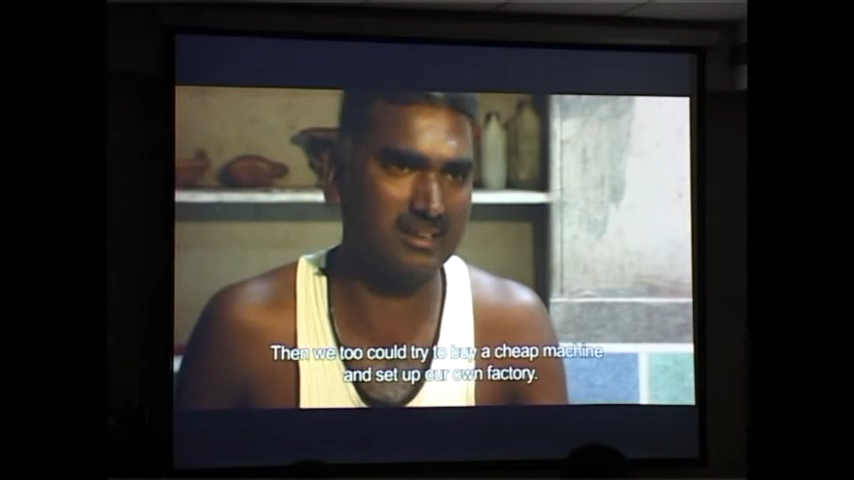 Then we too could try to buy a cheap machine
and set up our own factory.